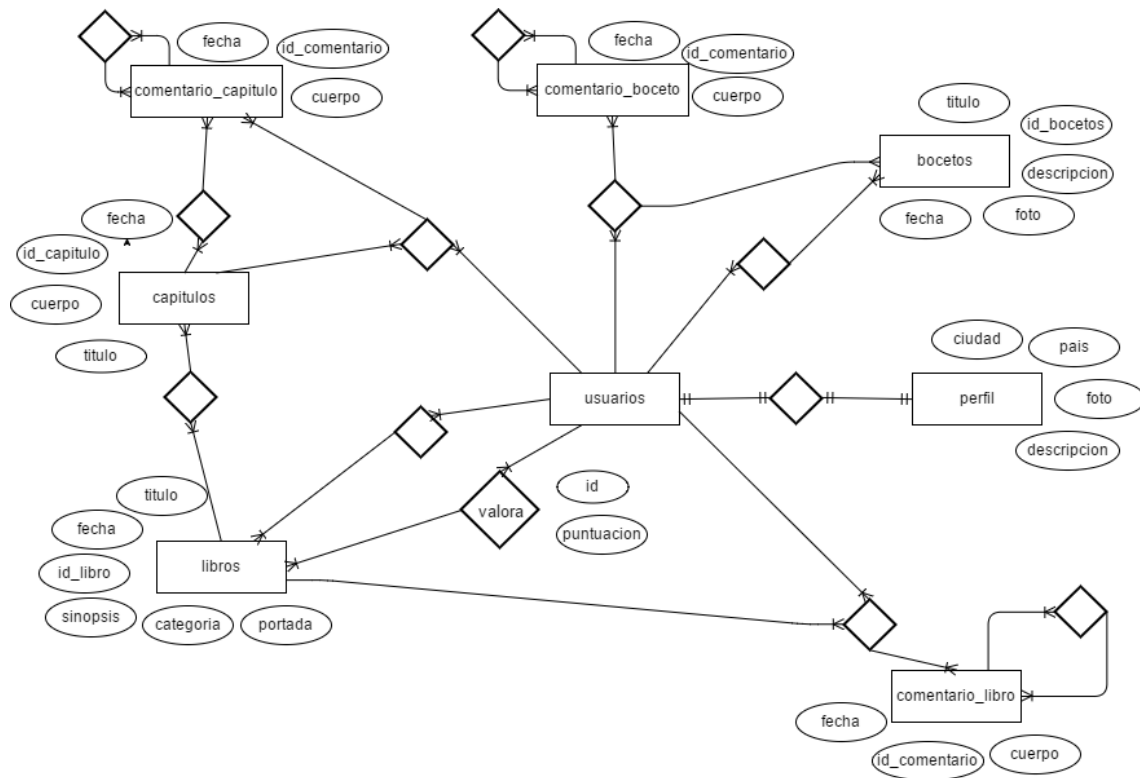 fecha
id_comentario
comentario_capitulo
cuerpo
fecha
id_comentario
comentario_boceto
cuerpo
titulo
id_bocetos
bocetos
descripcion
fecha
foto
fecha
id_capitulo
cuerpo
capitulos
titulo
ciudad
pais
usuarios
perfil
foto
descripcion
titulo
fecha
id_libro
libros
sinopsis
categoria
portada
valora
id
puntuacion
comentario_libro
fecha
id_comentario
cuerpo